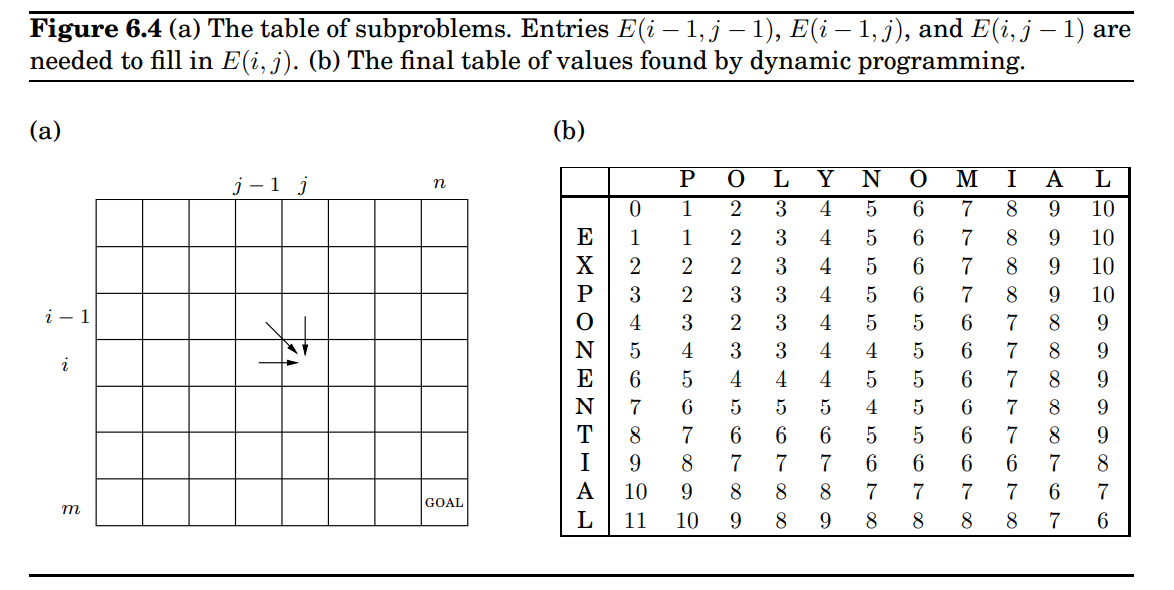 Figure 6.4 (a) The table of subproblems. Entries E(i − 1, j − 1), E(i − 1, j), and E(i, j − 1) are
needed to fill in E(i, j). (b) The final table of values found by dynamic programming.
(a)
j − 1 j n
i − 1
i
m GOAL
(b)
P O L Y N O M I A L
0 1 2 3 4 5 6 7 8 9 10
E 1 1 2 3 4 5 6 7 8 9 10
X 2 2 2 3 4 5 6 7 8 9 10
P 3 2 3 3 4 5 6 7 8 9 10
O 4 3 2 3 4 5 5 6 7 8 9
N 5 4 3 3 4 4 5 6 7 8 9
E 6 5 4 4 4 5 5 6 7 8 9
N 7 6 5 5 5 4 5 6 7 8 9
T 8 7 6 6 6 5 5 6 7 8 9
I 9 8 7 7 7 6 6 6 6 7 8
A 10 9 8 8 8 7 7 7 7 6 7
L 11 10 9 8 9 8 8 8 8 7 6